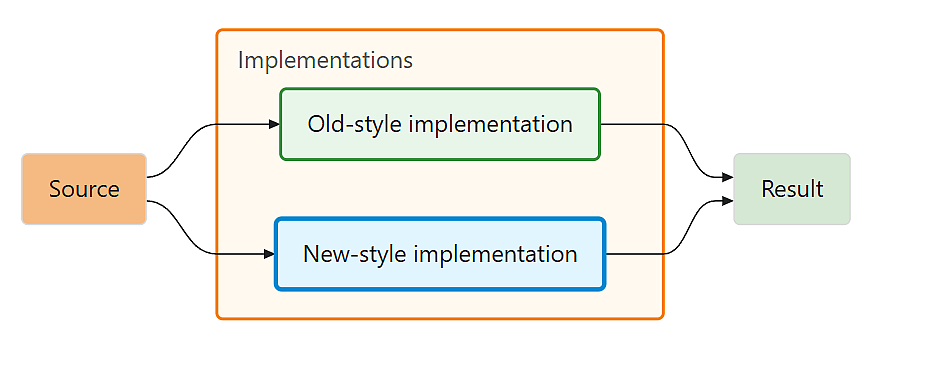 Implementations
Old-style implementation
Source
Result
New-style implementation